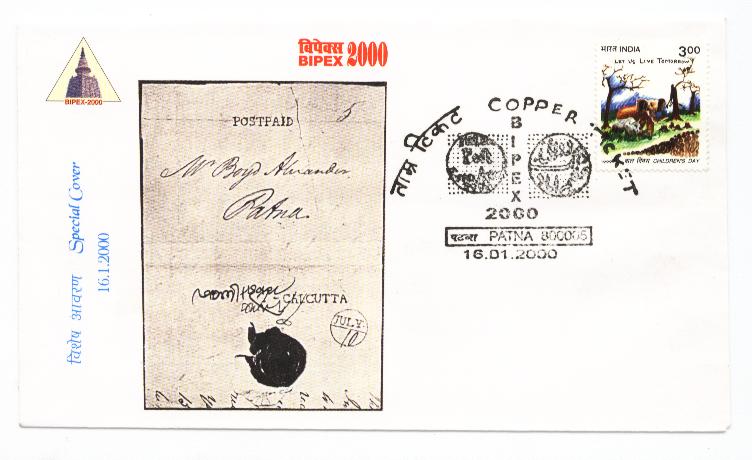 बिपेक्स 2000
BIPEX
BIPEX-2000
विशेष आवरण Special Cover
16.1.2000
POSTPAID 5
Mr Boyd Alexander
Patna
CALCUTTA
JULY.
10
ताम्र टिकट COPPER TICKET
BIPEX
2000
पटना PATNA 800005
16.01.2000
भारत INDIA 3.00
LET US LIVE TOMORROW
बाल दिवस CHILDREN'S DAY